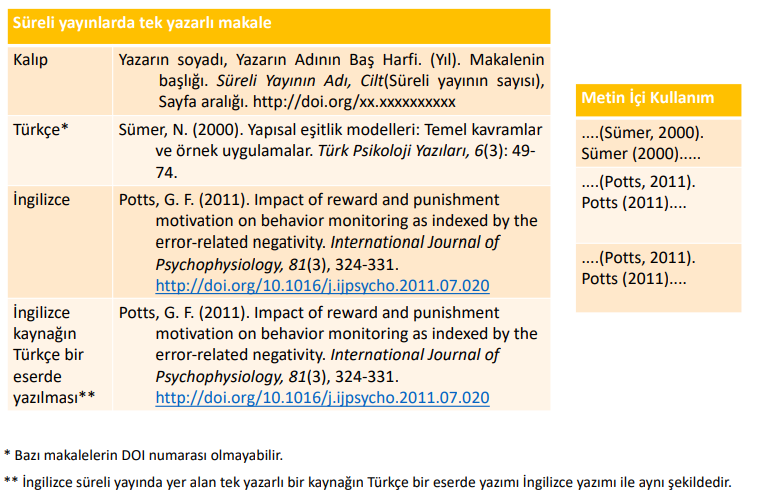 Süreli yayınlarda tek yazarlı makale
Kalıp
Yazarın soyadı, Yazarın Adının Baş Harfi. (Yıl). Makalenin
başlığı. Süreli Yayının Adı, Cilt(Süreli yayının sayısı),
Sayfa aralığı. http://doi.org/xx.xxxxxxxxxx
Türkçe*
Sümer, N. (2000). Yapısal eşitlik modelleri: Temel kavramlar
ve örnek uygulamalar. Türk Psikoloji Yazıları, 6(3): 49-
74.
İngilizce
Potts, G. F. (2011). Impact of reward and punishment
motivation on behavior monitoring as indexed by the
error-related negativity. International Journal of
Psychophysiology, 81(3), 324-331.
http://doi.org/10.1016/j.ijpsycho.2011.07.020
İngilizce
kaynağın
Türkçe bir
eserde
yazılması**
Potts, G. F. (2011). Impact of reward and punishment
motivation on behavior monitoring as indexed by the
error-related negativity. International Journal of
Psychophysiology, 81(3), 324-331.
http://doi.org/10.1016/j.ijpsycho.2011.07.020
Metin İçi Kullanım
....(Sümer, 2000).
Sümer (2000).....
....(Potts, 2011).
Potts (2011)....
....(Potts, 2011).
Potts (2011)....
* Bazı makalelerin DOI numarası olmayabilir.
** İngilizce süreli yayında yer alan tek yazarlı bir kaynağın Türkçe bir eserde yazımı İngilizce yazımı ile aynı şekildedir.